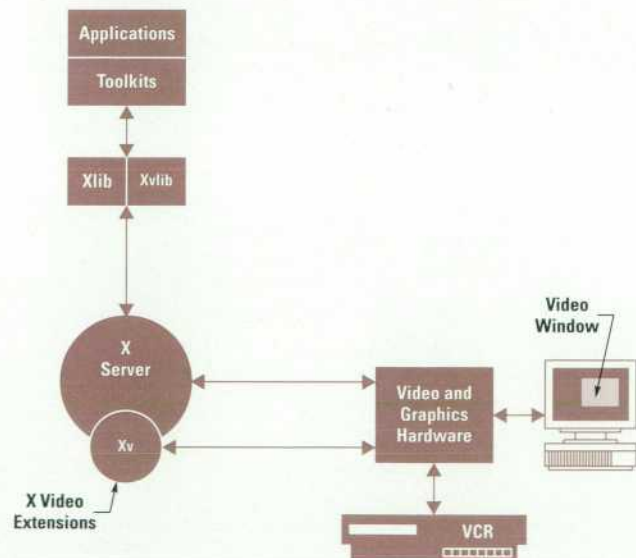 Applications
Toolkits
Xlib
Xvlib
X
Server
Xv
X Video
Extensions
Video and
Graphics
Hardware
Video
Window
VCR